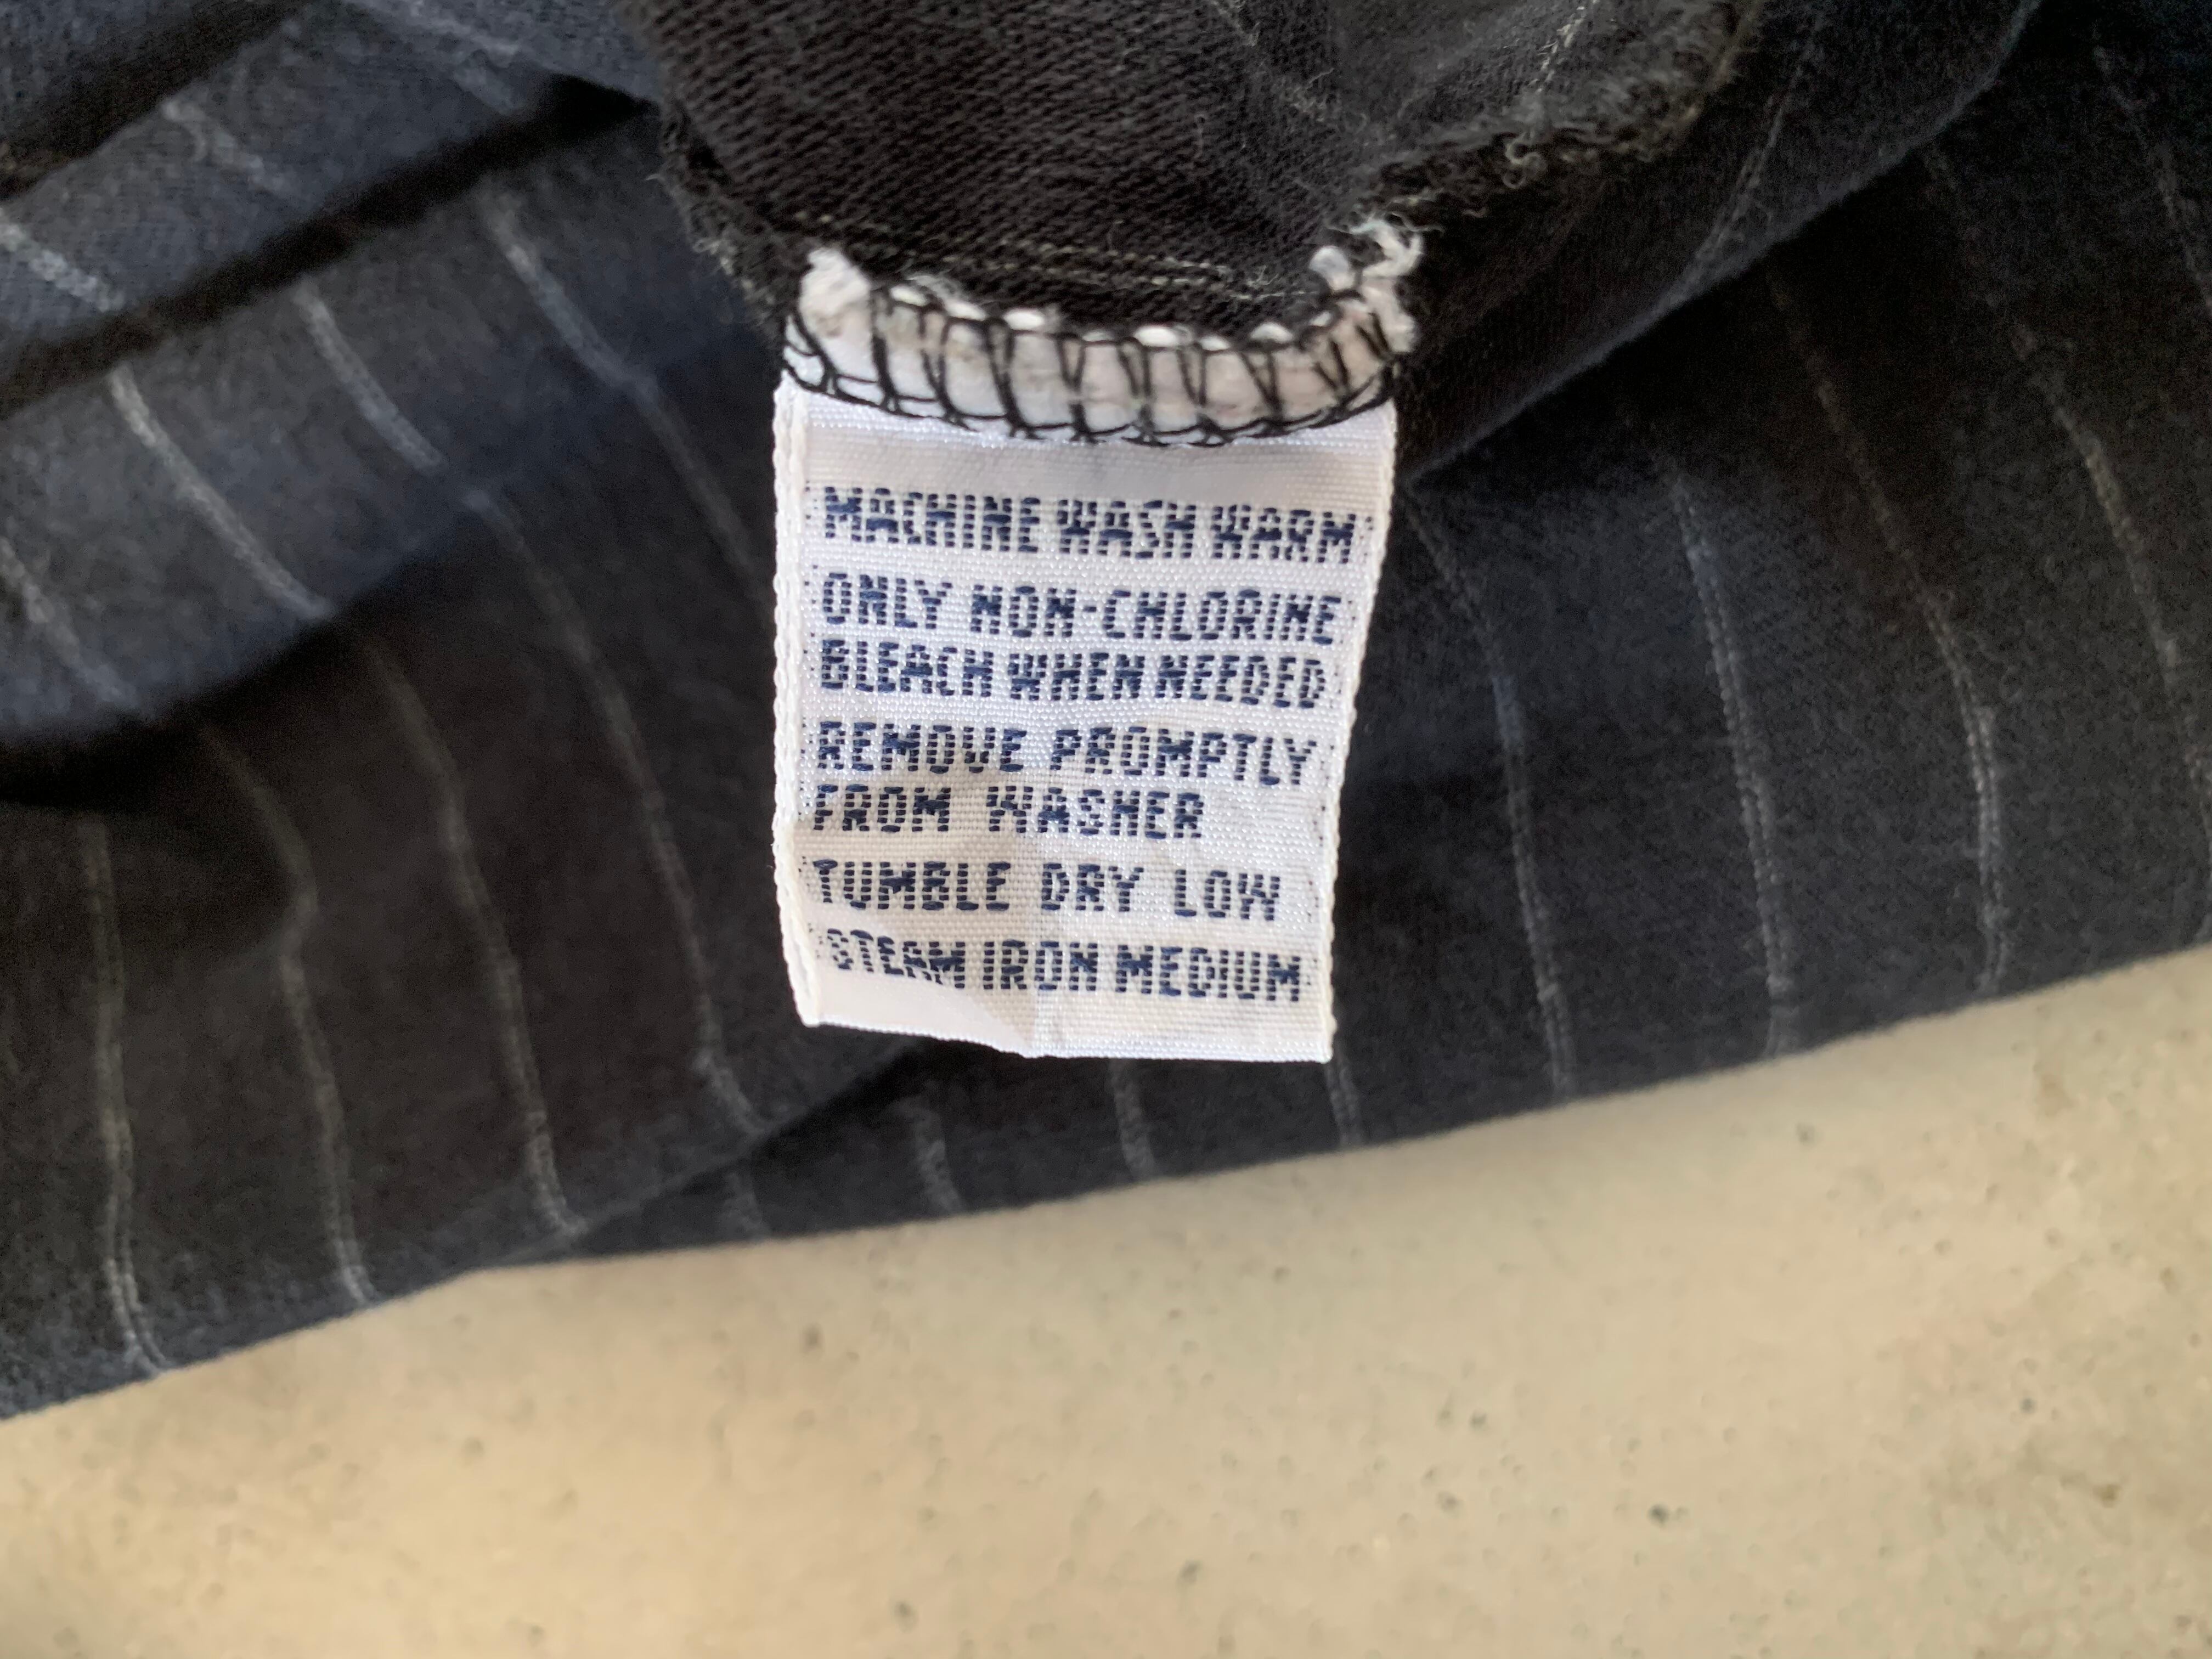 MACHINE WASH WARM
ONLY NON-CHLORINE
BLEACH WHEN NEEDED
REMOVE PROMPTLY
FROM WASHER
TUMBLE DRY LOW
STEAM IRON MEDIUM